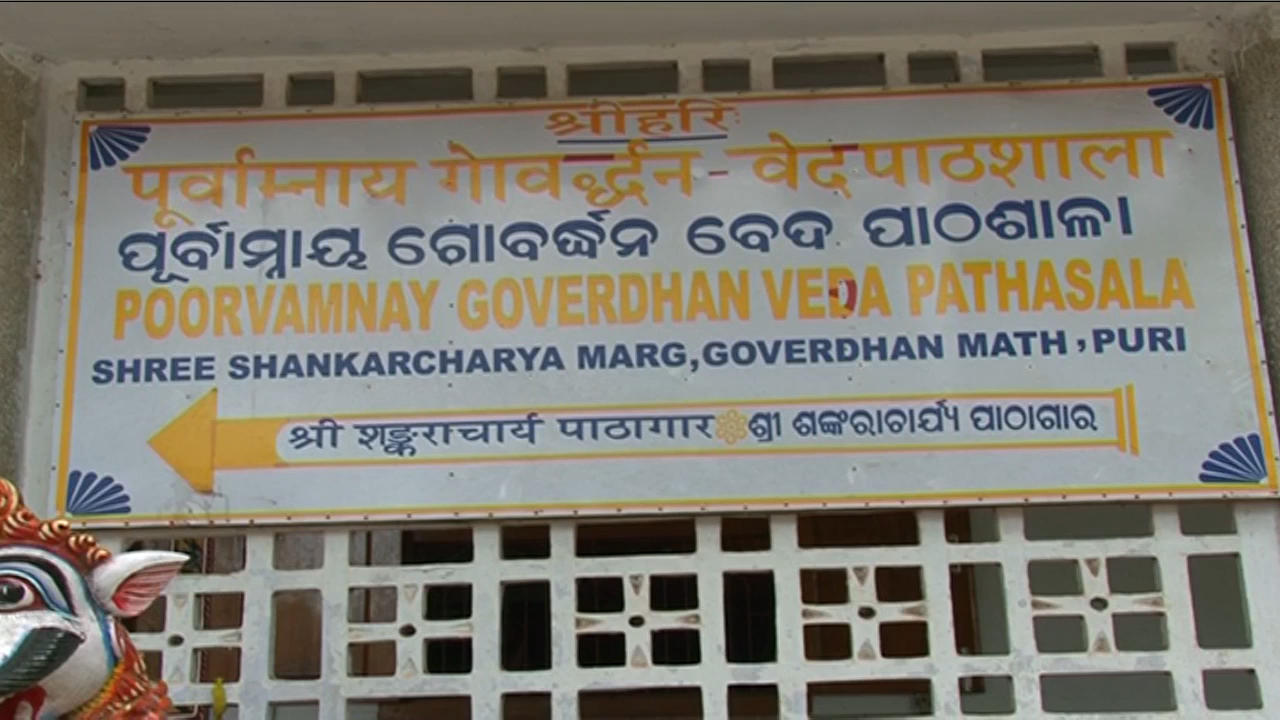 श्रीहरिः
पूर्वाम्नाय गोवर्द्धन - वेदपाठशाला
ପୂର୍ବାମ୍ନାୟ ଗୋବର୍ଦ୍ଧନ ବେଦ ପାଠଶାଳା
POORVAMNAY GOVERDHAN VEDA PATHASALA
SHREE SHANKARCHARYA MARG,GOVERDHAN MATH,PURI
श्री शङ्कराचार्य पाठागार ଶ୍ରୀ ଶଙ୍କରାଚାର୍ଯ୍ୟ ପାଠାଗାର